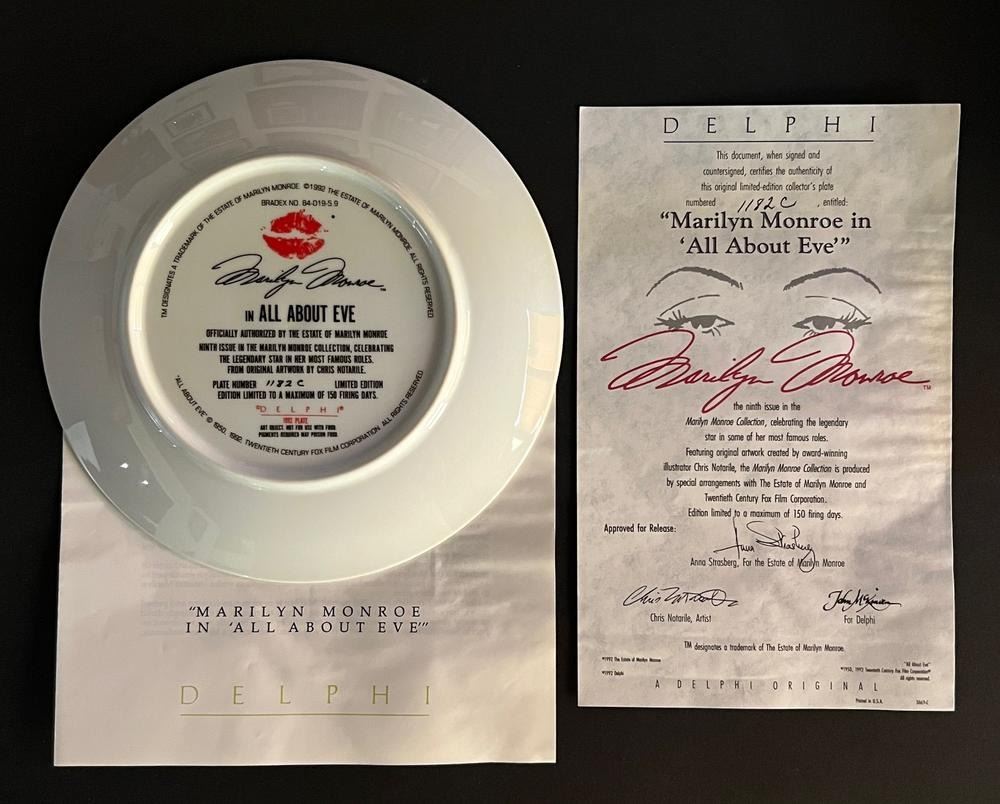 TM DESIGNATES A TRADEMARK OF THE ESTATE OF MARILYN MONROE. ©1992 THE ESTATE OF MARILYN MONROE. ALL RIGHTS RESERVED
BRADEX NO. 84-D19-5.9
Marilyn Monroe™
IN ALL ABOUT EVE
OFFICIALLY AUTHORIZED BY THE ESTATE OF MARILYN MONROE
NINTH ISSUE IN THE MARILYN MONROE COLLECTION, CELEBRATING
THE LEGENDARY STAR IN HER MOST FAMOUS ROLES.
FROM ORIGINAL ARTWORK BY CHRIS NOTARILE.
PLATE NUMBER 1182 C LIMITED EDITION
EDITION LIMITED TO A MAXIMUM OF 150 FIRING DAYS.
DELPHI
1992 PLATE
ART OBJECT. NOT FOR USE WITH FOOD.
PIGMENTS REQUIRED MAY POISON FOOD.
"ALL ABOUT EVE" © 1950, 1992, TWENTIETH CENTURY FOX FILM CORPORATION. ALL RIGHTS RESERVED
"MARILYN MONROE
IN 'ALL ABOUT EVE'"
DELPHI
DELPHI
This document, when signed and
countersigned, certifies the authenticity of
this original limited-edition collector's plate
numbered 1182 C, entitled:
"Marilyn Monroe in
'All About Eve'"
Marilyn Monroe™
the ninth issue in the
Marilyn Monroe Collection, celebrating the legendary
star in some of her most famous roles.
Featuring original artwork created by award-winning
illustrator Chris Notarile, the Marilyn Monroe Collection is produced
by special arrangements with The Estate of Marilyn Monroe and
Twentieth Century Fox Film Corporation.
Edition limited to a maximum of 150 firing days.
Approved for Release:
Anna Strasberg
Anna Strasberg, For the Estate of Marilyn Monroe
Chris Notarile
Chris Notarile, Artist
For Delphi
TM designates a trademark of The Estate of Marilyn Monroe.
©1992 The Estate of Marilyn Monroe
©1992 Delphi
"All About Eve"
©1950, 1992 Twentieth Century Fox Film Corporation
All rights reserved.
A DELPHI ORIGINAL
Printed in U.S.A.